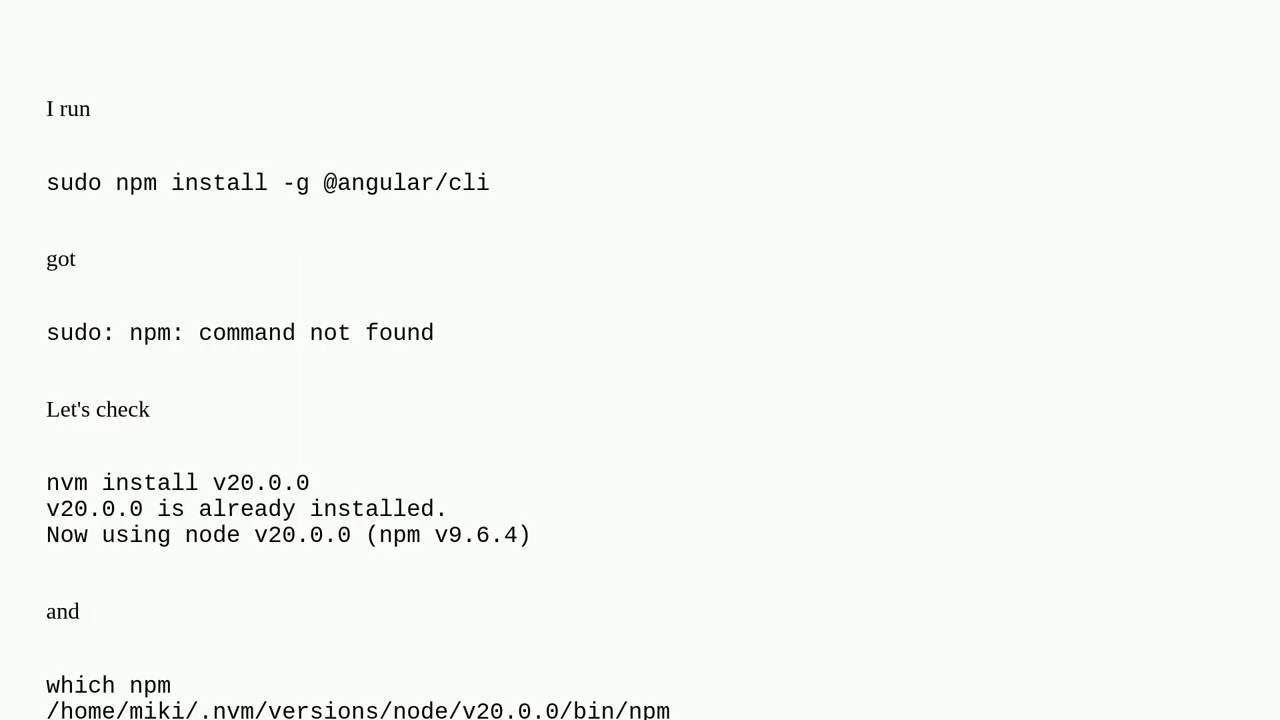 I run
sudo npm install -g @angular/cli
got
sudo: npm: command not found
Let's check
nvm install v20.0.0
v20.0.0 is already installed.
Now using node v20.0.0 (npm v9.6.4)
and
which npm
/home/miki/.nvm/versions/node/v20.0.0/bin/npm